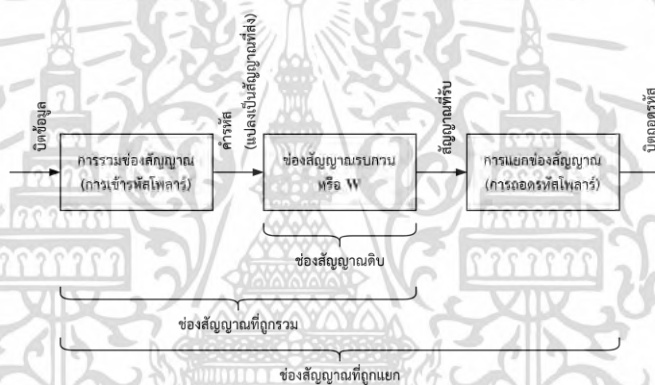 บิตข้อมูล
การรวมช่องสัญญาณ
(การเข้ารหัสโพลาร์)
คำรหัส
(แปลงเป็นสัญญาณที่ส่ง)
ช่องสัญญาณรบกวน
หรือ W
สัญญาณที่รับ
การแยกช่องสัญญาณ
(การถอดรหัสโพลาร์)
บิตถอดรหัส
ช่องสัญญาณดิบ
ช่องสัญญาณที่ถูกรวม
ช่องสัญญาณที่ถูกแยก